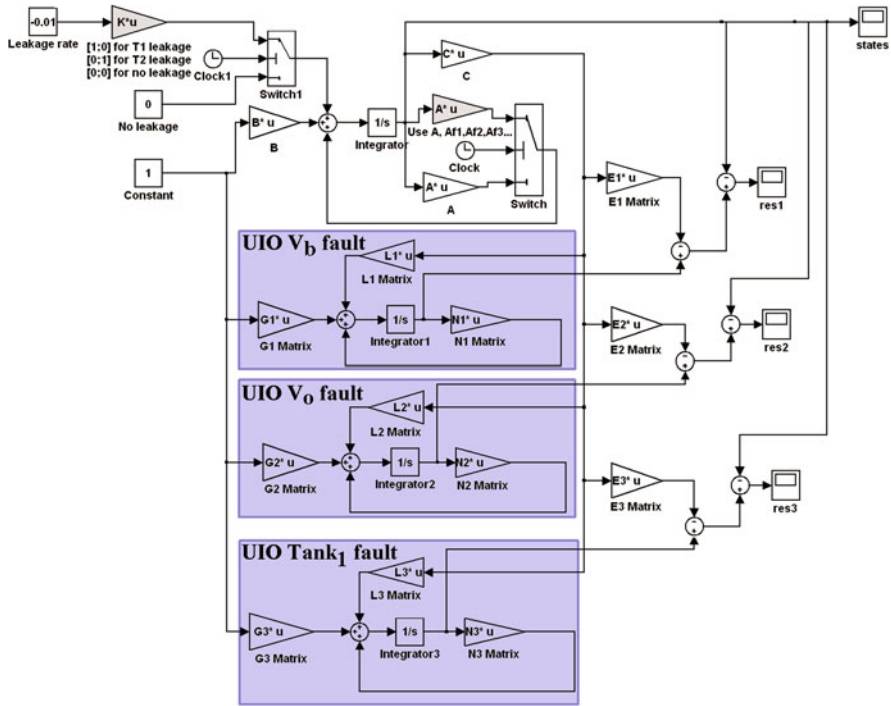 -0.01
Leakage rate
K*u
[1;0] for T1 leakage
[0;1] for T2 leakage
[0;0] for no leakage
Clock1
Switch1
0
No leakage
1
Constant
B* u
B
1/s
Integrator
C* u
C
A* u
Use A, Af1,Af2,Af3...
Clock
A* u
A
Switch
states
E1* u
E1 Matrix
res1
UIO Vb fault
L1* u
L1 Matrix
G1* u
G1 Matrix
1/s
Integrator1
N1* u
N1 Matrix
E2* u
E2 Matrix
res2
UIO Vo fault
L2* u
L2 Matrix
G2* u
G2 Matrix
1/s
Integrator2
N2* u
N2 Matrix
E3* u
E3 Matrix
res3
UIO Tank1 fault
L3* u
L3 Matrix
G3* u
G3 Matrix
1/s
Integrator3
N3* u
N3 Matrix